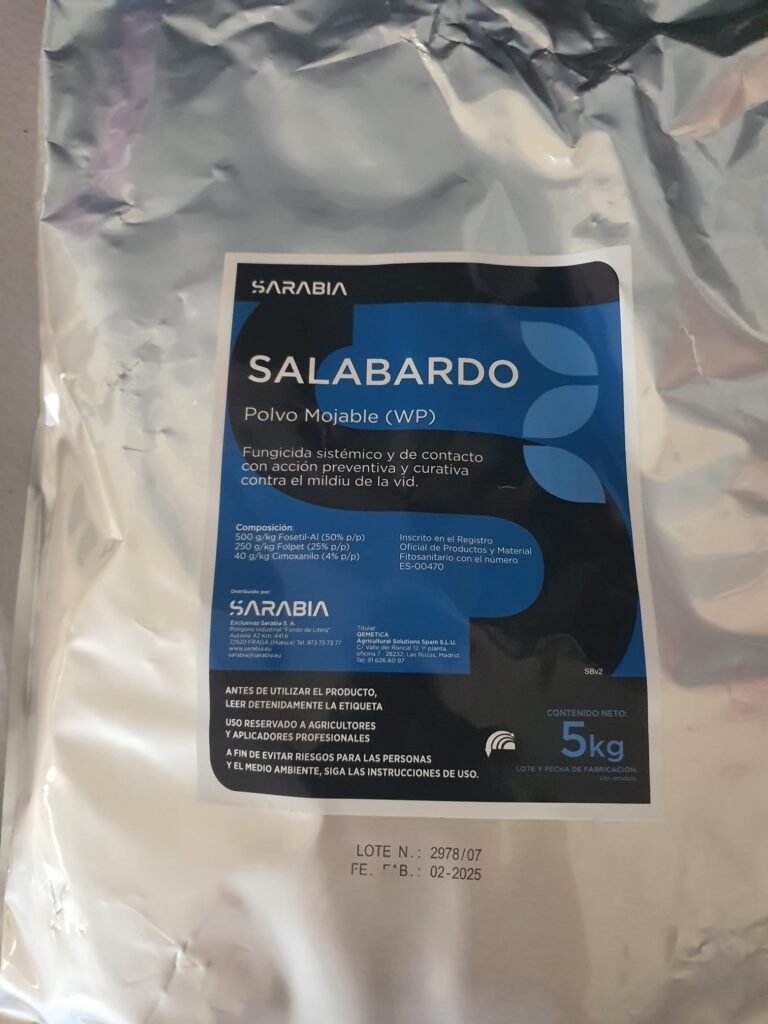 SARABIA
SALABARDO
Polvo Mojable (WP)
Fungicida sistémico y de contacto
con acción preventiva y curativa
contra el mildiu de la vid.
Composición:
500 g/kg Fosetil-Al (50% p/p)
250 g/kg Folpet (25% p/p)
40 g/kg Cimoxanilo (4% p/p)
Inscrito en el Registro
Oficial de Productos y Material
Fitosanitario con el número
ES-00470
Distribuido por:
SARABIA
Exclusivas Sarabia S. A.
Polígono industrial "Fondo de Litera"
Autovía A2 Km. 441.6
22520 FRAGA (Huesca) Tel. 973 73 73 77
www.sarabia.eu
sarabia@sarabia.eu
Titular:
QEMETICA
Agricultural Solutions Spain S.L.U.
C/ Valle del Roncal 12, 1ª planta,
oficina 7 - 28232, Las Rozas, Madrid.
Tel: 91 626 60 97
SBv2
ANTES DE UTILIZAR EL PRODUCTO,
LEER DETENIDAMENTE LA ETIQUETA
USO RESERVADO A AGRICULTORES
Y APLICADORES PROFESIONALES
A FIN DE EVITAR RIESGOS PARA LAS PERSONAS
Y EL MEDIO AMBIENTE, SIGA LAS INSTRUCCIONES DE USO.
CONTENIDO NETO:
5kg
LOTE Y FECHA DE FABRICACIÓN:
Ver envase
LOTE N.: 2978/07
FE. 02-2025